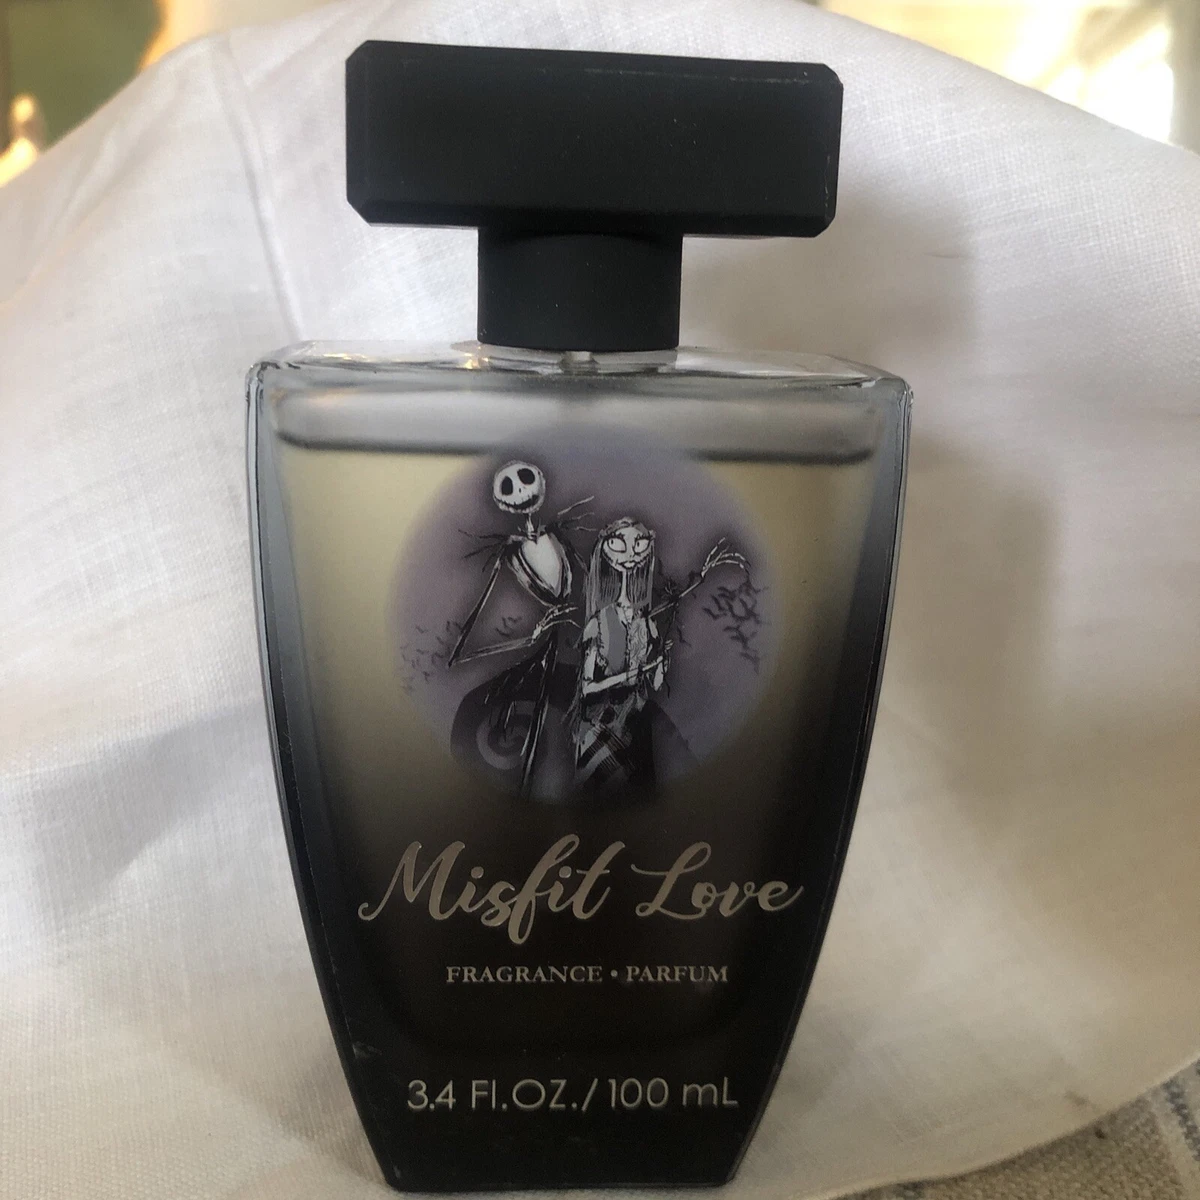 Misfit Love
FRAGRANCE • PARFUM
3.4 Fl.OZ./100 mL